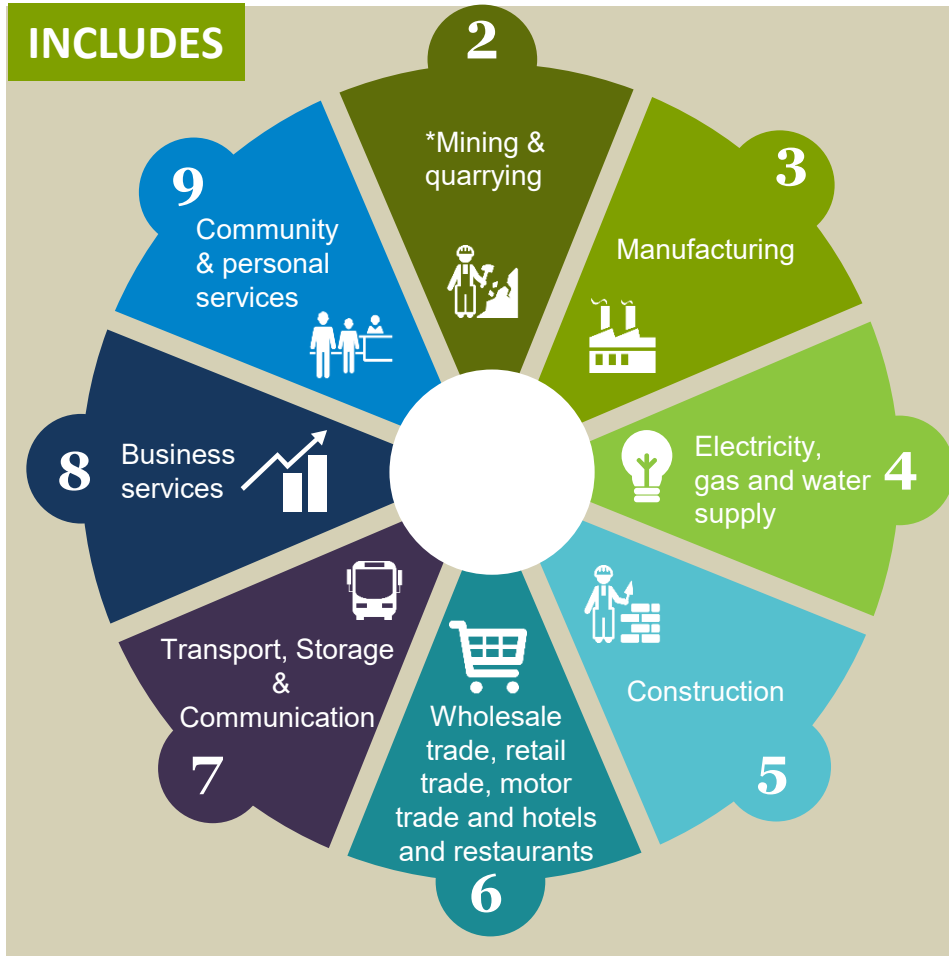 INCLUDES
2
*Mining &
quarrying
3
Manufacturing
4
Electricity,
gas and water
supply
5
Construction
6
Wholesale
trade, retail
trade, motor
trade and hotels
and restaurants
7
Transport, Storage
&
Communication
8
Business
services
9
Community
& personal
services